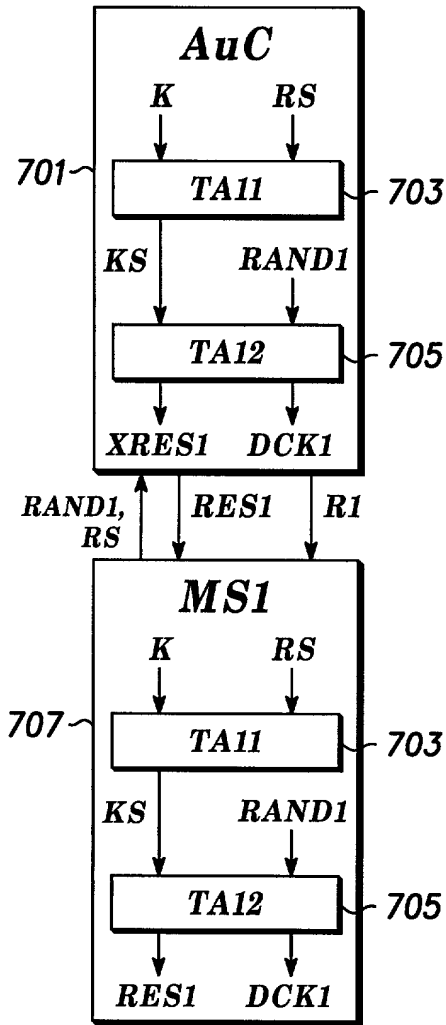 AuC
K RS
701 TA11 703
KS RAND1
TA12 705
XRES1 DCK1
RAND1, RES1 R1
RS
MS1
K RS
707 TA11 703
KS RAND1
TA12 705
RES1 DCK1